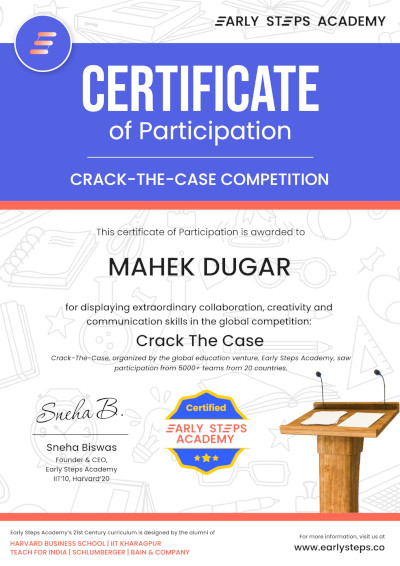 EARLY STEPS ACADEMY
CERTIFICATE
of Participation
CRACK-THE-CASE COMPETITION
This certificate of Participation is awarded to
MAHEK DUGAR
for displaying extraordinary collaboration, creativity and
communication skills in the global competition:
Crack The Case
Crack-The-Case, organized by the global education venture, Early Steps Academy, saw
participation from 5000+ teams from 20 countries.
Sneha B.
Sneha Biswas
Founder & CEO,
Early Steps Academy
IIT'10, Harvard'20
Certified
EARLY STEPS
ACADEMY
Early Steps Academy's 21st Century curriculum is designed by the alumni of
HARVARD BUSINESS SCHOOL | IIT KHARAGPUR
TEACH FOR INDIA | SCHLUMBERGER | BAIN & COMPANY
For more information, visit us at
www.earlysteps.co